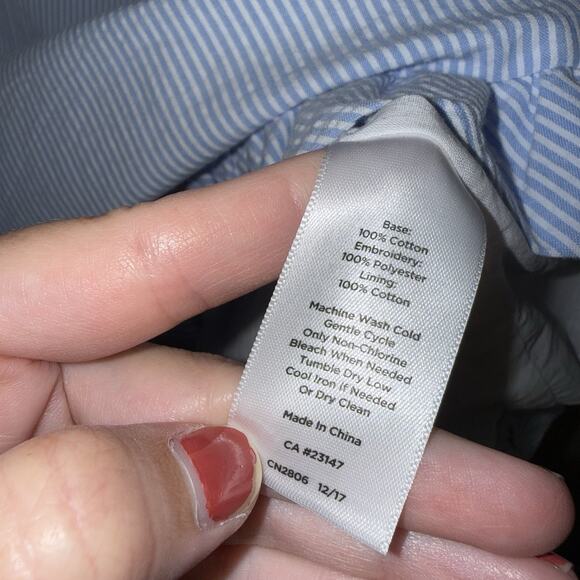 Base:
100% Cotton
Embroidery:
100% Polyester
Lining:
100% Cotton
Machine Wash Cold
Gentle Cycle
Only Non-Chlorine
Bleach When Needed
Tumble Dry Low
Cool Iron if Needed
Or Dry Clean
Made In China
CA #23147
CN2806 12/17